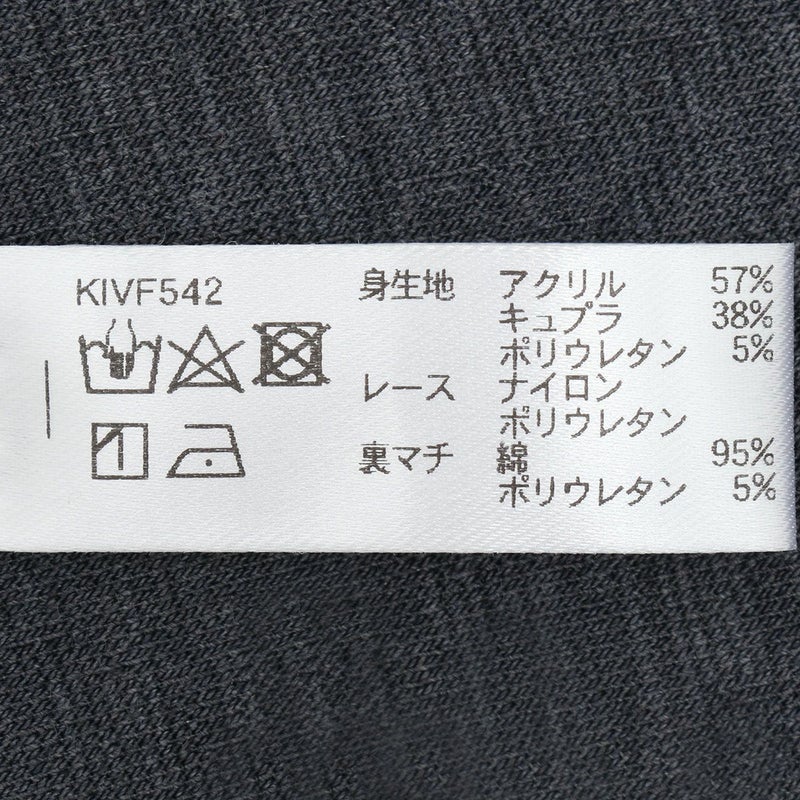 KIVF542
身生地 アクリル 57%
キュプラ 38%
ポリウレタン 5%
レース ナイロン
ポリウレタン
裏マチ 綿 95%
ポリウレタン 5%